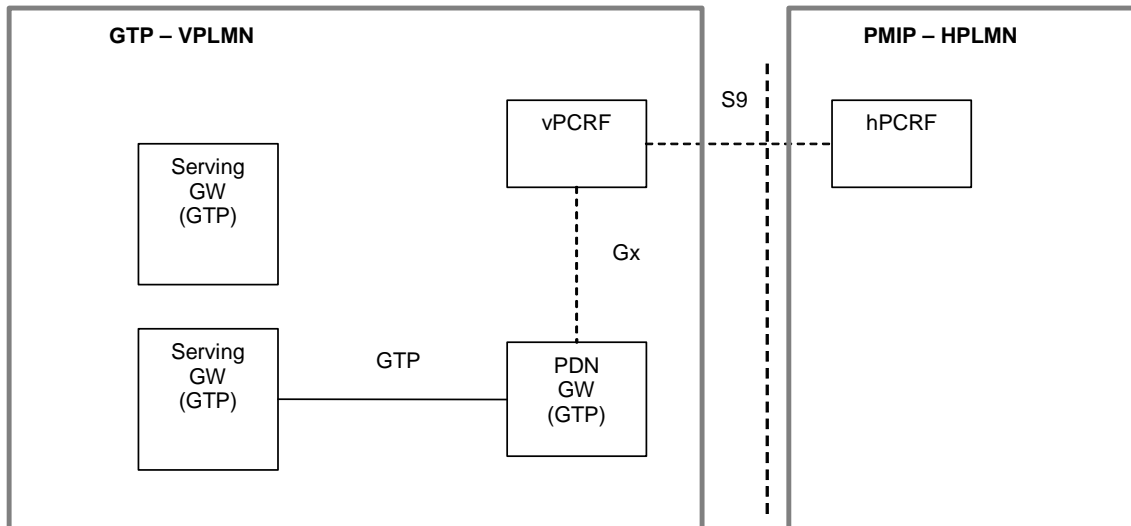 GTP – VPLMN
PMIP – HPLMN
S9
vPCRF
hPCRF
Serving
GW
(GTP)
Gx
Serving
GW
(GTP)
GTP
PDN
GW
(GTP)